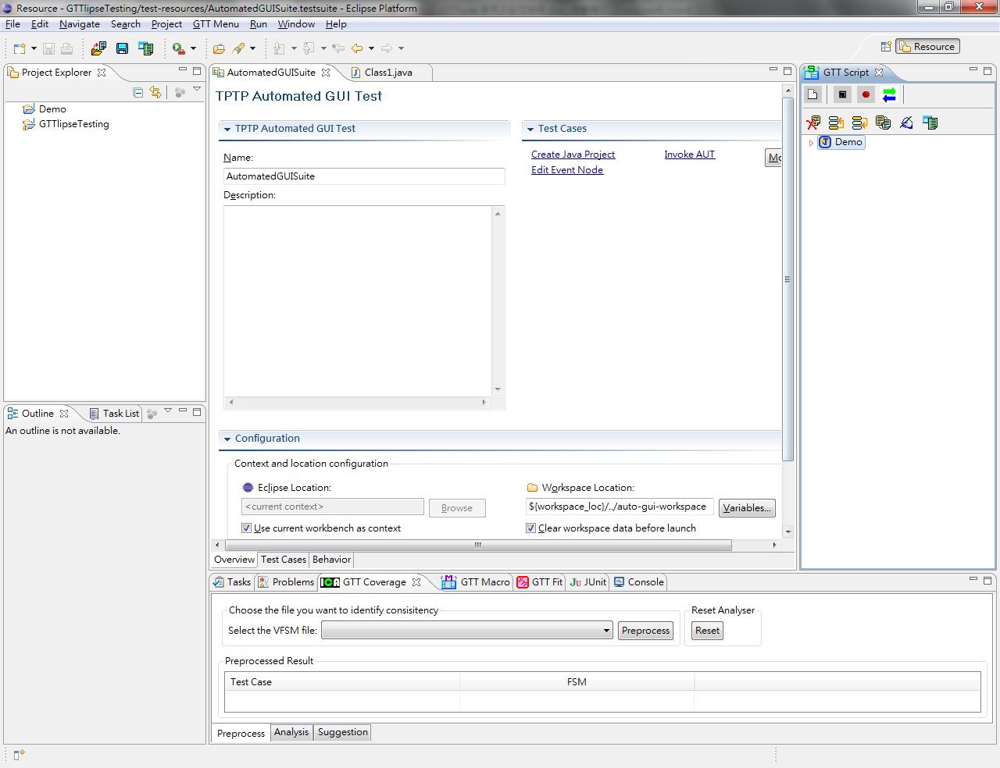 Resource - GTTlipseTesting/test-resources/AutomatedGUISuite.testsuite - Eclipse Platform
File Edit Navigate Search Project GTT Menu Run Window Help
Resource
Project Explorer
Demo
GTTlipseTesting
Outline Task List
An outline is not available.
AutomatedGUISuite Class1.java
TPTP Automated GUI Test
TPTP Automated GUI Test
Name:
AutomatedGUISuite
Description:
Test Cases
Create Java Project Invoke AUT
Edit Event Node
Configuration
Context and location configuration
Eclipse Location: Workspace Location:
<current context> Browse ${workspace_loc}/../auto-gui-workspace Variables...
Use current workbench as context Clear workspace data before launch
Overview Test Cases Behavior
GTT Script
Demo
Tasks Problems GTT Coverage GTT Macro GTT Fit JUnit Console
Choose the file you want to identify consisitency Reset Analyser
Select the VFSM file: Preprocess Reset
Preprocessed Result
Test Case FSM
Preprocess Analysis Suggestion